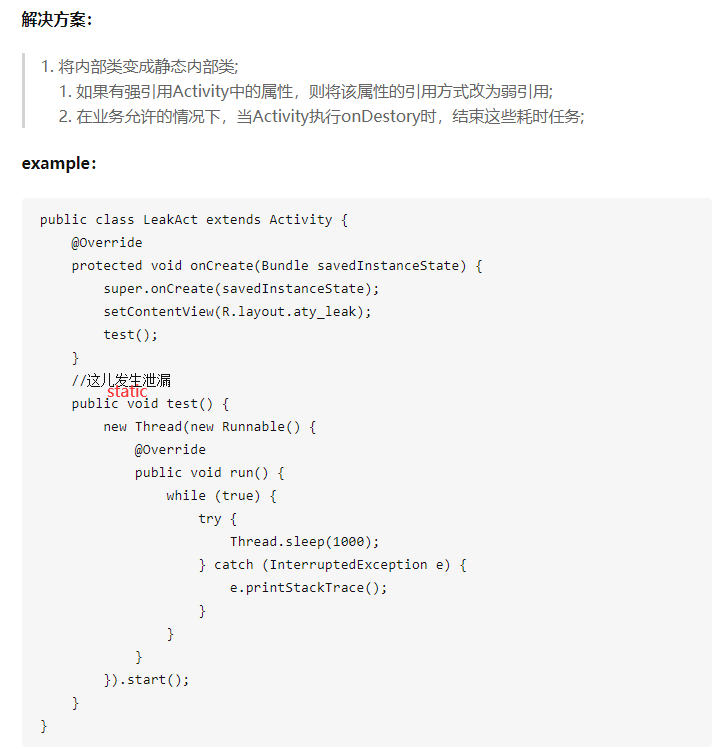 解决方案：
1. 将内部类变成静态内部类;
1. 如果有强引用Activity中的属性，则将该属性的引用方式改为弱引用;
2. 在业务允许的情况下，当Activity执行onDestory时，结束这些耗时任务;
example：
public class LeakAct extends Activity {
    @Override
    protected void onCreate(Bundle savedInstanceState) {
        super.onCreate(savedInstanceState);
        setContentView(R.layout.aty_leak);
        test();
    }
    //这儿发生泄漏
static
    public void test() {
        new Thread(new Runnable() {
            @Override
            public void run() {
                while (true) {
                    try {
                        Thread.sleep(1000);
                    } catch (InterruptedException e) {
                        e.printStackTrace();
                    }
                }
            }
        }).start();
    }
}